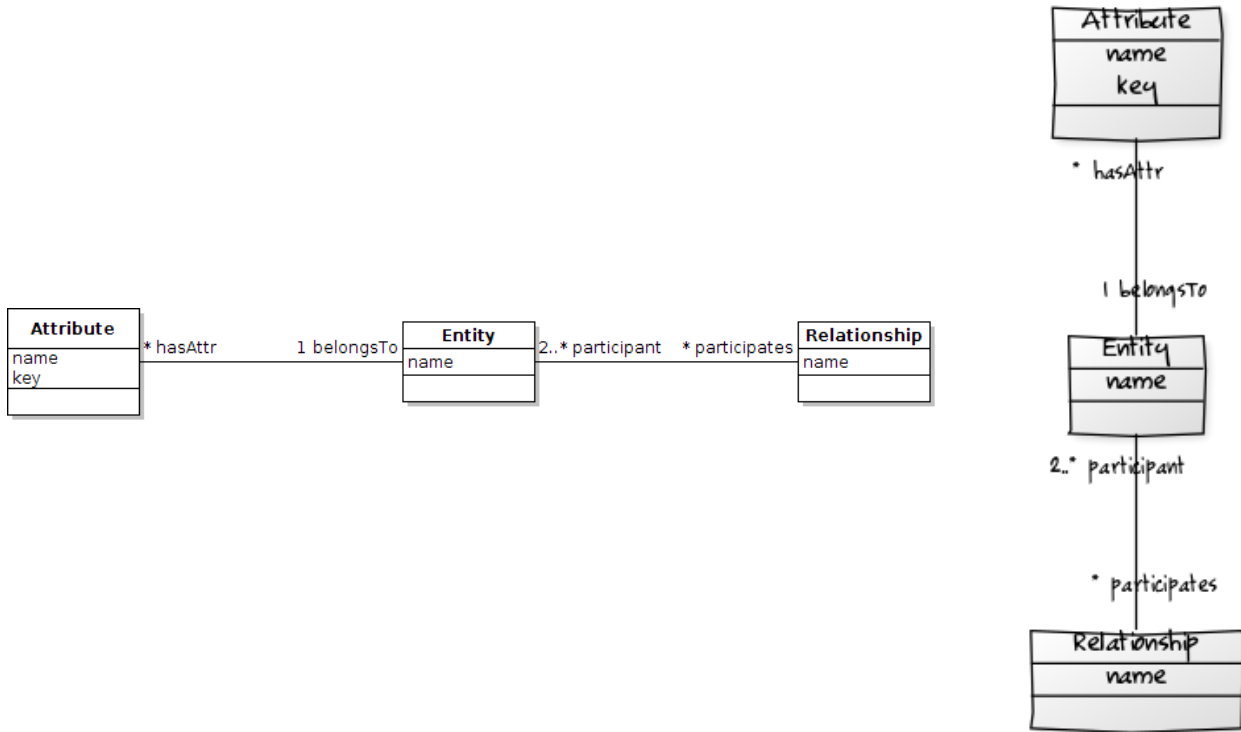 Attribute
name
key
* hasAttr
1 belongsTo
Entity
name
2..* participant
* participates
Relationship
name
Attribute
name
key
* hasAttr
1 belongsTo
Entity
name
2..* participant
* participates
Relationship
name